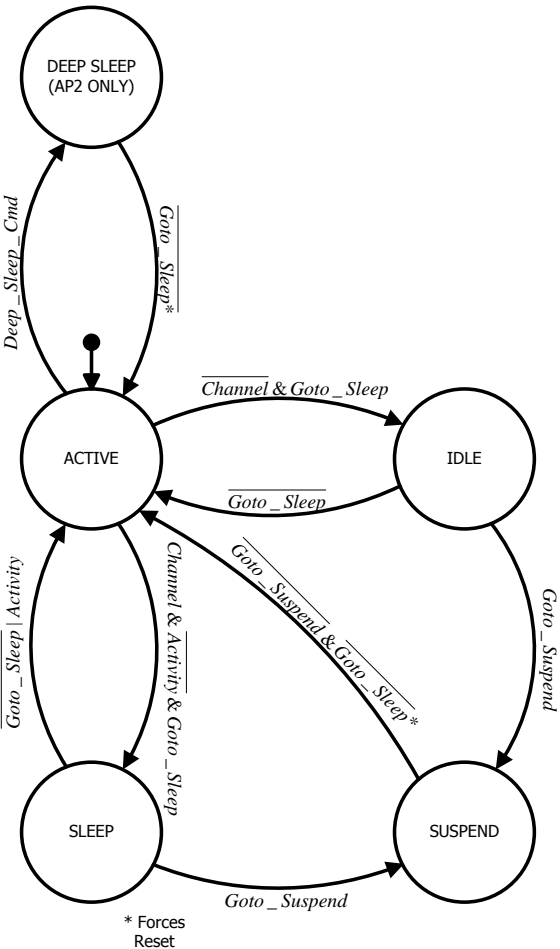 DEEP SLEEP
(AP2 ONLY)
Deep_Sleep_Cmd
Goto_Sleep*
Channel & Goto_Sleep
ACTIVE
IDLE
Goto_Sleep
Goto_Sleep | Activity
Channel & Activity & Goto_Sleep
Goto_Suspend & Goto_Sleep*
Goto_Suspend
SLEEP
SUSPEND
Goto_Suspend
* Forces
Reset